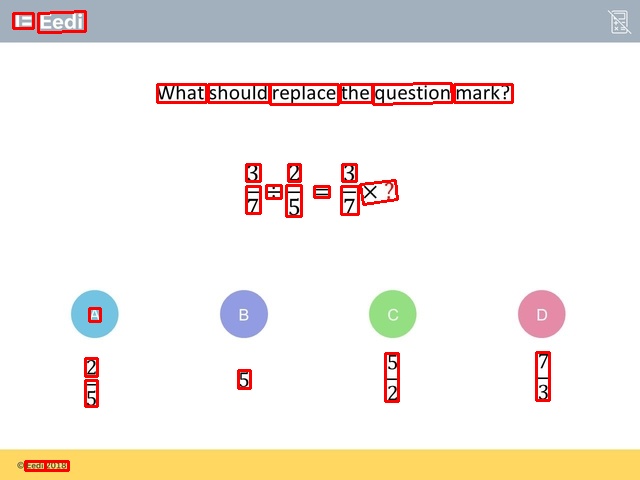 Eedi
What should replace the question mark?
3/7 ÷ 2/5 = 3/7 × ?
A B C D
2/5 5 5/2 7/3
© Eedi 2018